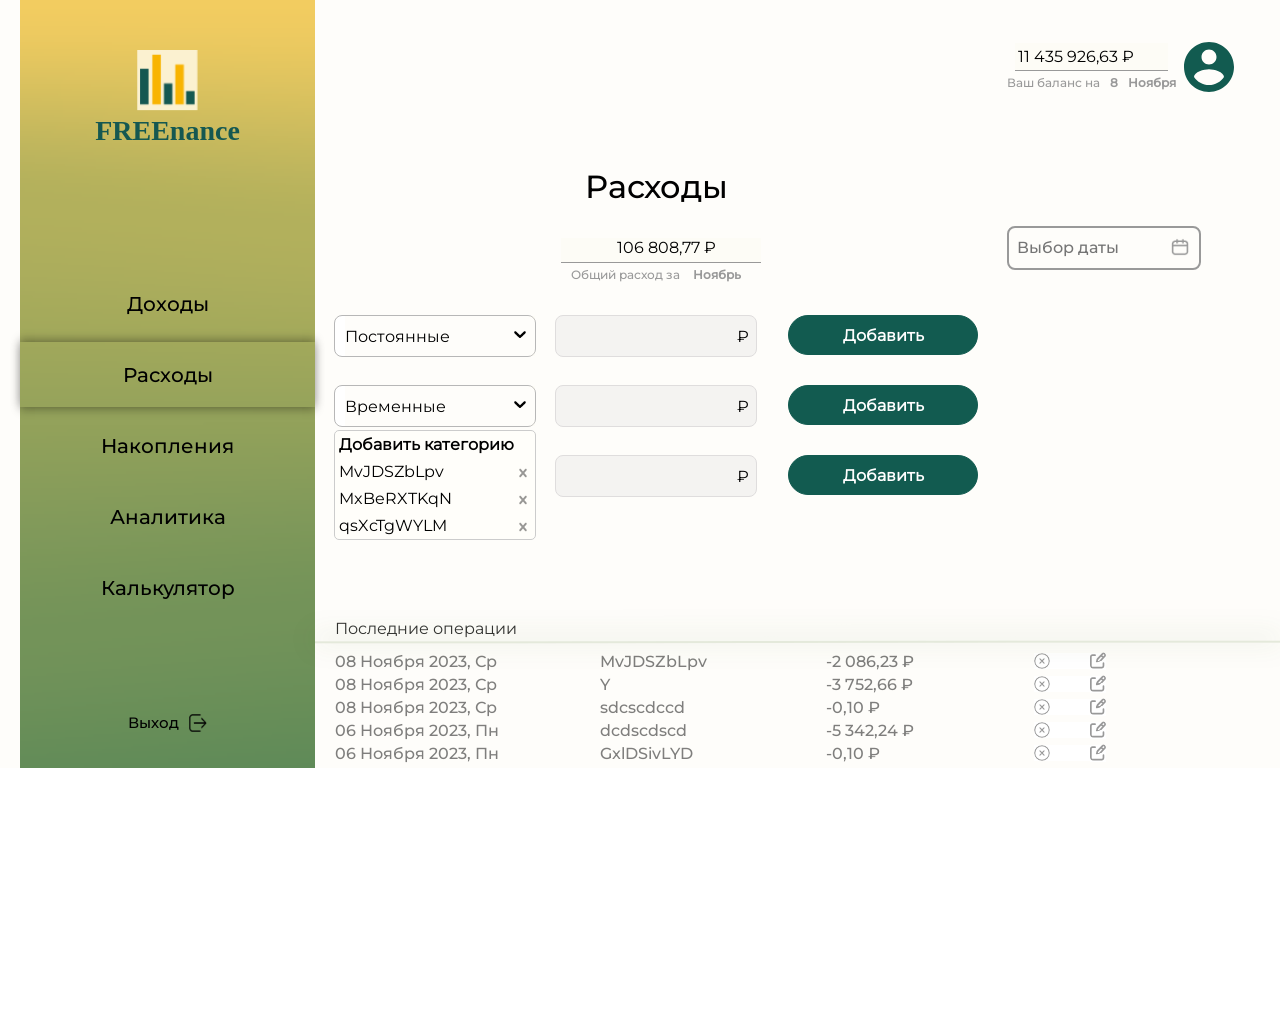 FREEnance
Доходы
Расходы
Накопления
Аналитика
Калькулятор
Выход
11 435 926,63 ₽
Ваш баланс на 8 Ноября
Расходы
106 808,77 ₽
Общий расход за Ноябрь
Выбор даты
Постоянные ₽ Добавить
Временные ₽ Добавить
Добавить категорию
MvJDSZbLpv x
₽ Добавить
MxBeRXTKqN x
qsXcTgWYLM x
Последние операции
08 Ноября 2023, Ср MvJDSZbLpv -2 086,23 ₽
08 Ноября 2023, Ср Y -3 752,66 ₽
08 Ноября 2023, Ср sdcscdccd -0,10 ₽
06 Ноября 2023, Пн dcdscdscd -5 342,24 ₽
06 Ноября 2023, Пн GxlDSivLYD -0,10 ₽